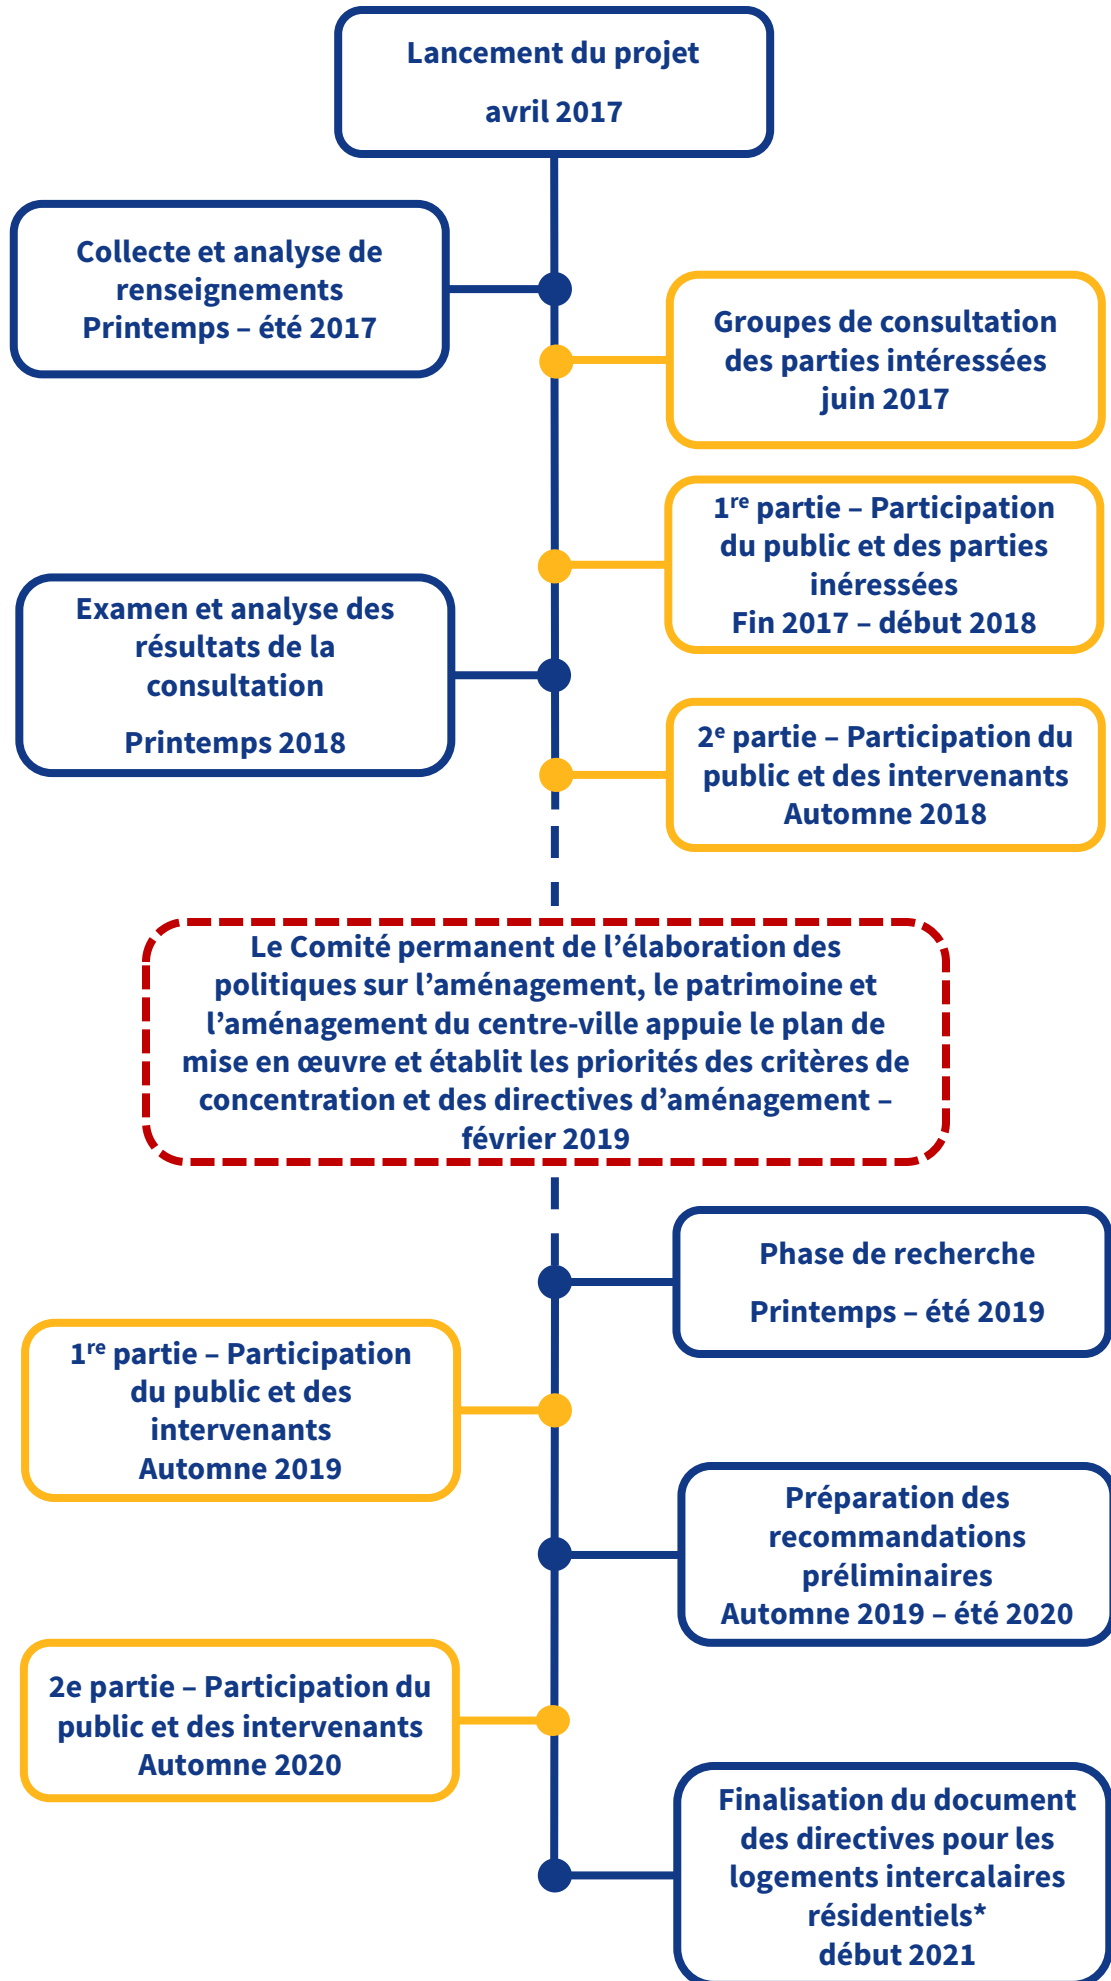 Lancement du projet
avril 2017
Collecte et analyse de
renseignements
Printemps – été 2017
Groupes de consultation
des parties intéressées
juin 2017
1re partie – Participation
du public et des parties
inéressées
Fin 2017 – début 2018
Examen et analyse des
résultats de la
consultation
Printemps 2018
2e partie – Participation du
public et des intervenants
Automne 2018
Le Comité permanent de l’élaboration des
politiques sur l’aménagement, le patrimoine et
l’aménagement du centre-ville appuie le plan de
mise en œuvre et établit les priorités des critères de
concentration et des directives d’aménagement –
février 2019
Phase de recherche
Printemps – été 2019
1re partie – Participation
du public et des
intervenants
Automne 2019
Préparation des
recommandations
préliminaires
Automne 2019 – été 2020
2e partie – Participation du
public et des intervenants
Automne 2020
Finalisation du document
des directives pour les
logements intercalaires
résidentiels*
début 2021